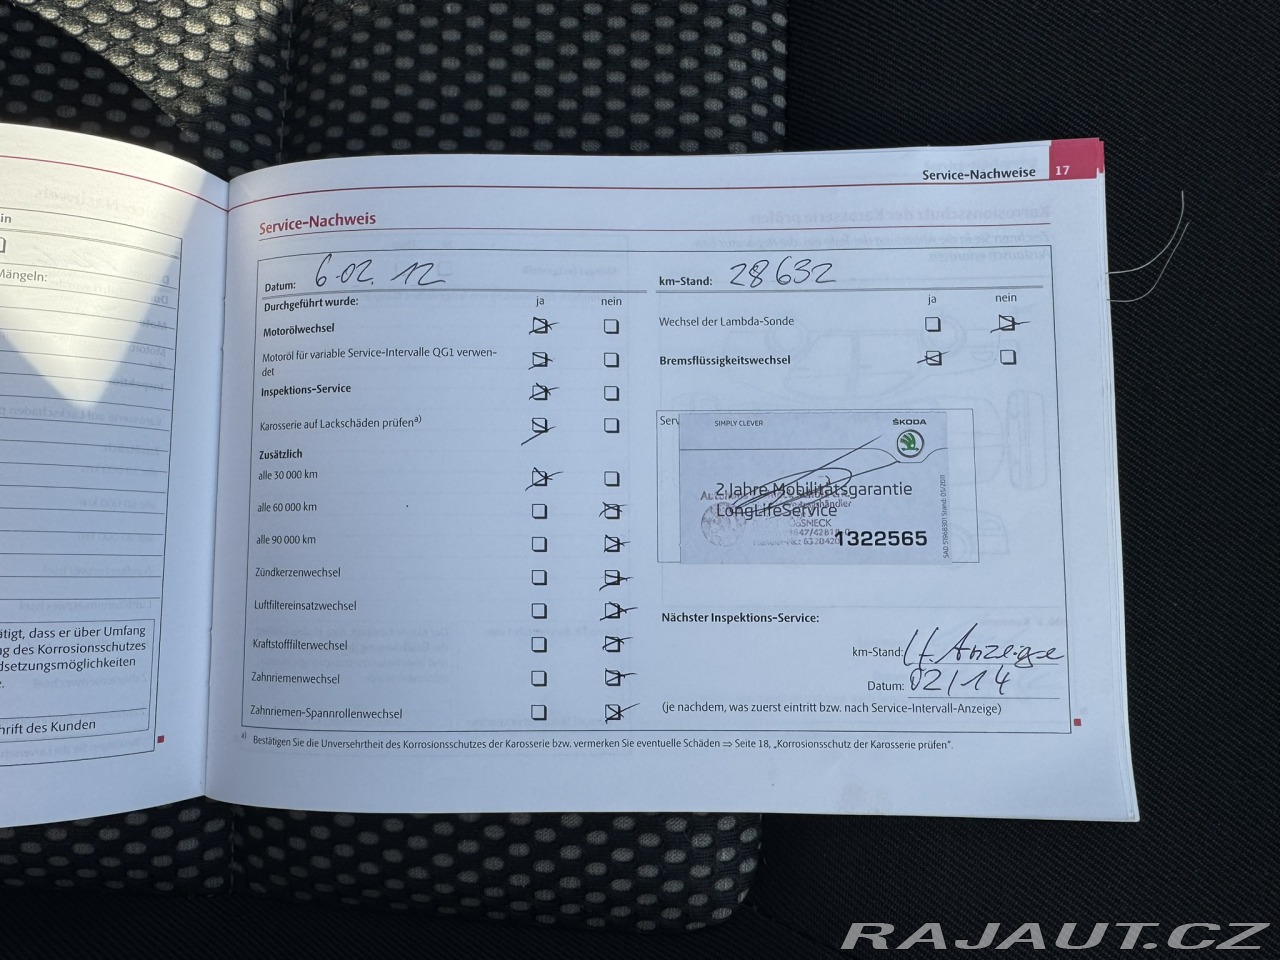 Service-Nachweise 17
in
Mängeln:
tätigt, dass er über Umfang
g des Korrosionsschutzes
dsetzungsmöglichkeiten
hrift des Kunden
Service-Nachweis
Datum: 6.02.12
Durchgeführt wurde: ja nein
Motorölwechsel
Motoröl für variable Service-Intervalle QG1 verwen-
det
Inspektions-Service
Karosserie auf Lackschäden prüfen a)
Zusätzlich
alle 30 000 km
alle 60 000 km
alle 90 000 km
Zündkerzenwechsel
Luftfiltereinsatzwechsel
Kraftstofffilterwechsel
Zahnriemenwechsel
Zahnriemen-Spannrollenwechsel
km-Stand: 28632
ja nein
Wechsel der Lambda-Sonde
Bremsflüssigkeitswechsel
Serv
SIMPLY CLEVER ŠKODA
2 Jahre Mobilitätsgarantie
LongLifeService
1322565
Nächster Inspektions-Service:
km-Stand: lt. Anzeige
Datum: 02/14
(je nachdem, was zuerst eintritt bzw. nach Service-Intervall-Anzeige)
a) Bestätigen Sie die Unversehrtheit des Korrosionsschutzes der Karosserie bzw. vermerken Sie eventuelle Schäden ⇒ Seite 18, „Korrosionsschutz der Karosserie prüfen".
RAJAUT.CZ